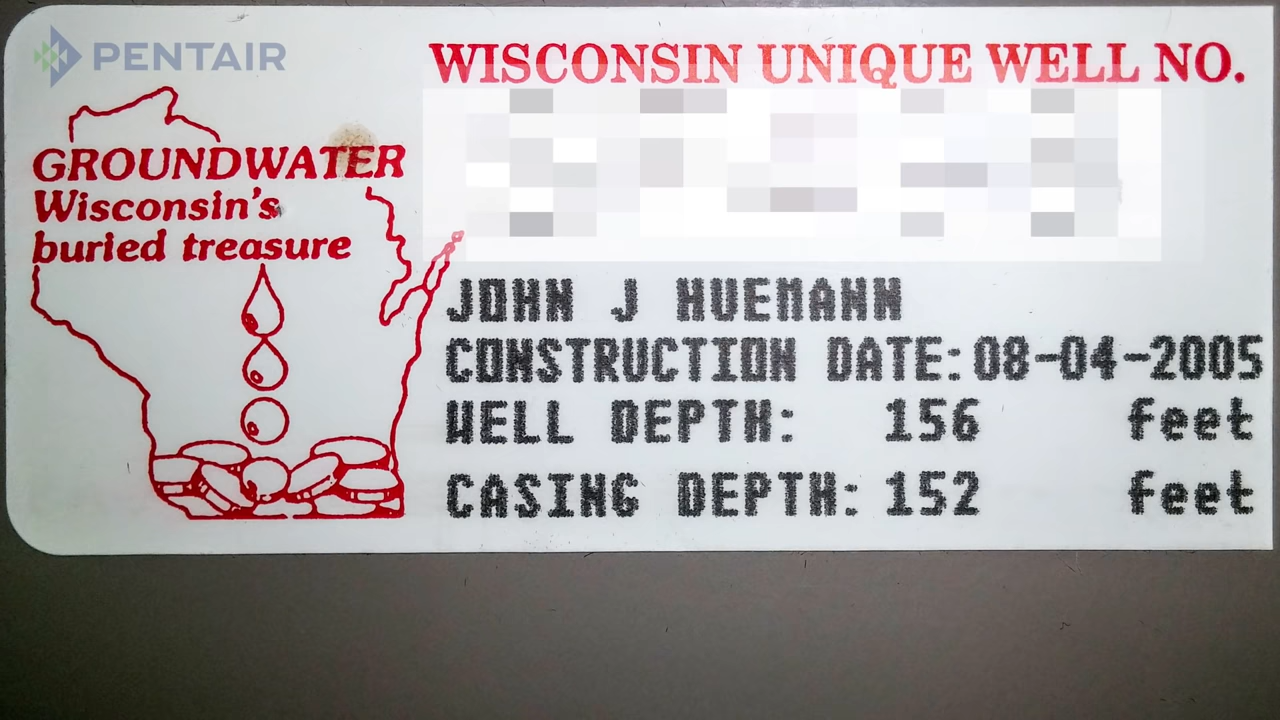 PENTAIR
WISCONSIN UNIQUE WELL NO.
GROUNDWATER
Wisconsin's
buried treasure
JOHN J HUEMANN
CONSTRUCTION DATE: 08-04-2005
WELL DEPTH: 156 feet
CASING DEPTH: 152 feet